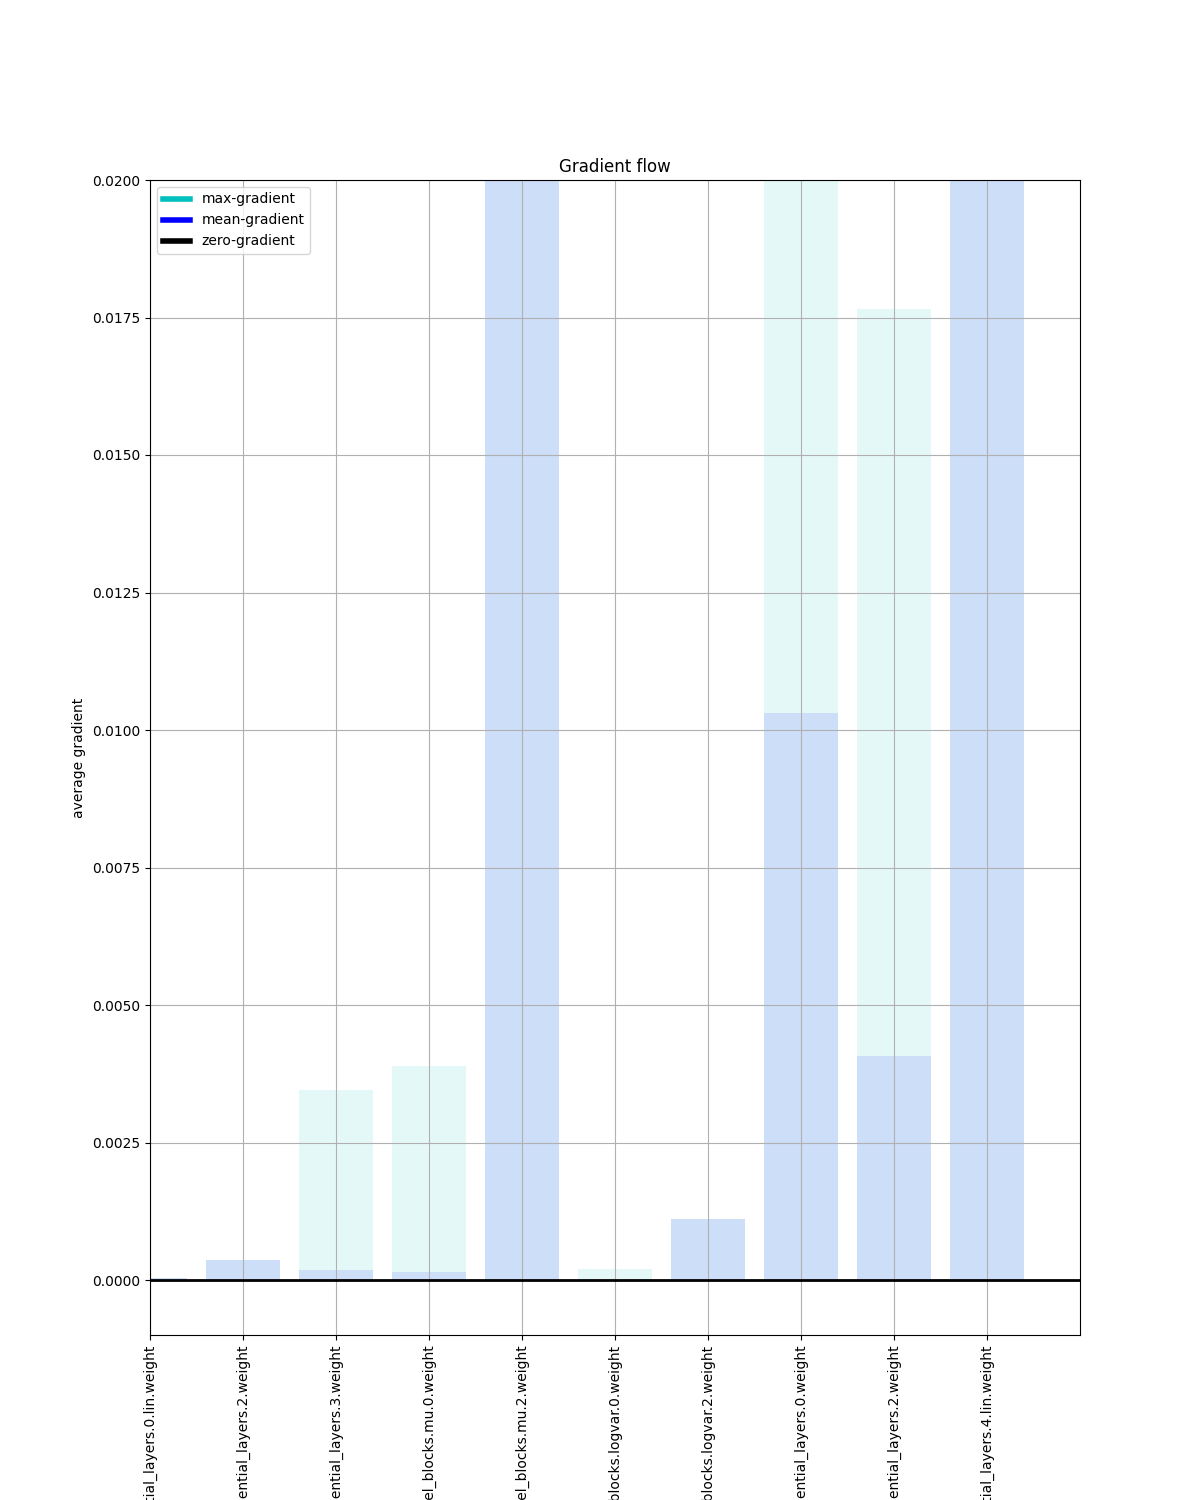 Gradient flow
max-gradient
mean-gradient
zero-gradient
average gradient
0.0200
0.0175
0.0150
0.0125
0.0100
0.0075
0.0050
0.0025
0.0000
tial_layers.0.lin.weight
ential_layers.2.weight
ential_layers.3.weight
el_blocks.mu.0.weight
el_blocks.mu.2.weight
blocks.logvar.0.weight
blocks.logvar.2.weight
ential_layers.0.weight
ential_layers.2.weight
tial_layers.4.lin.weight